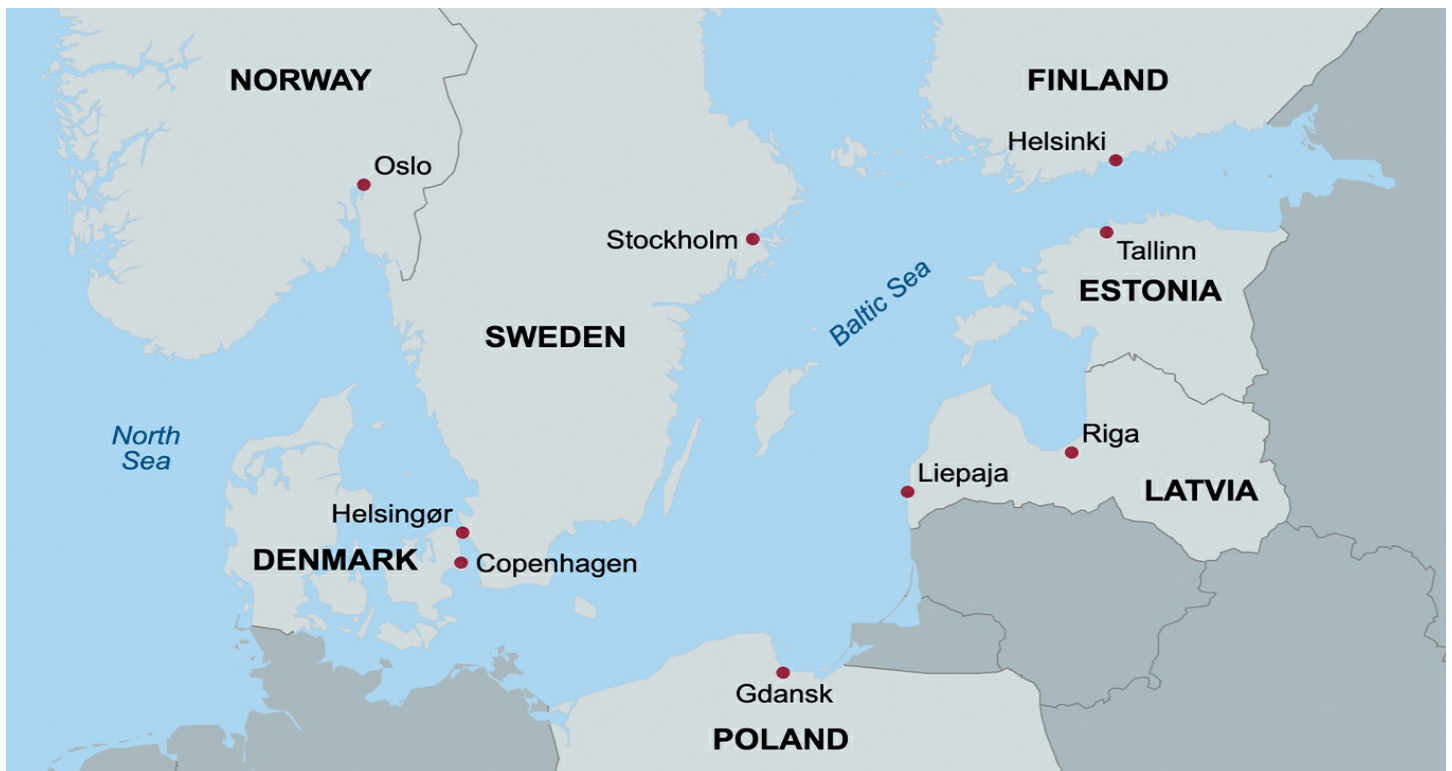 NORWAY
FINLAND
Helsinki
Oslo
Stockholm
Tallinn
ESTONIA
Baltic Sea
SWEDEN
North
Sea
Riga
Liepaja
LATVIA
Helsingør
DENMARK
Copenhagen
Gdansk
POLAND